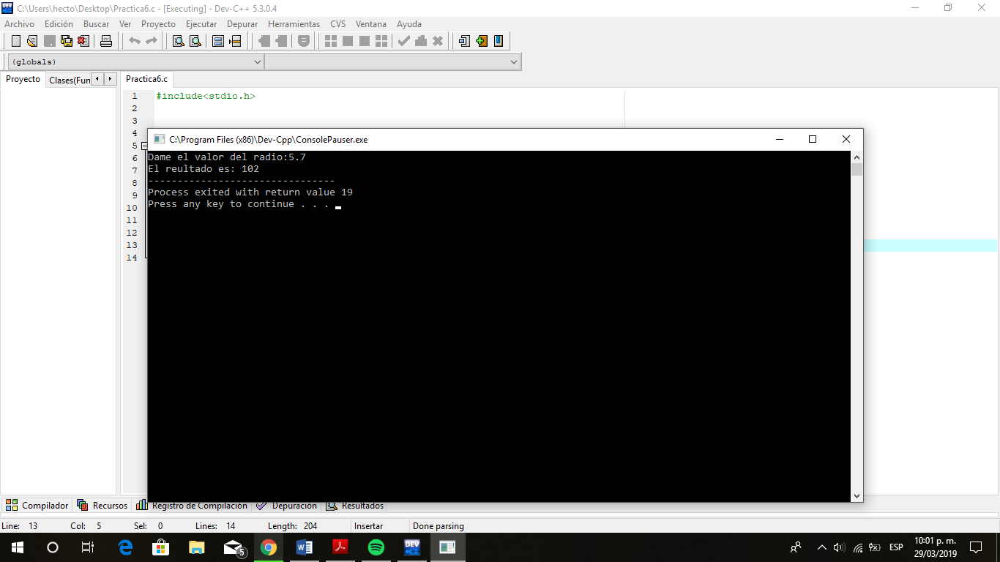 C:\Users\hecto\Desktop\Practica6.c - [Executing] - Dev-C++ 5.3.0.4
Archivo Edición Buscar Ver Proyecto Ejecutar Depurar Herramientas CVS Ventana Ayuda
(globals)
Proyecto Clases(Fun Practica6.c
1 #include<stdio.h>
2
3
4
C:\Program Files (x86)\Dev-Cpp\ConsolePauser.exe
5
Dame el valor del radio:5.7
6
El reultado es: 102
7
--------------------------------
8
Process exited with return value 19
9
Press any key to continue . . .
10
11
12
13
14
Compilador Recursos Registro de Compilación Depuración Resultados
Line: 13 Col: 5 Sel: 0 Lines: 14 Length: 204 Insertar Done parsing
DEV
5
ESP
10:01 p. m.
29/03/2019